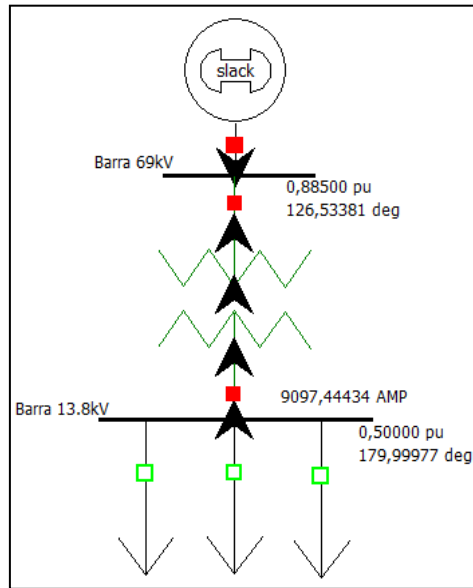 slack
Barra 69kV
0,88500 pu
126,53381 deg
9097,44434 AMP
Barra 13.8kV
0,50000 pu
179,99977 deg